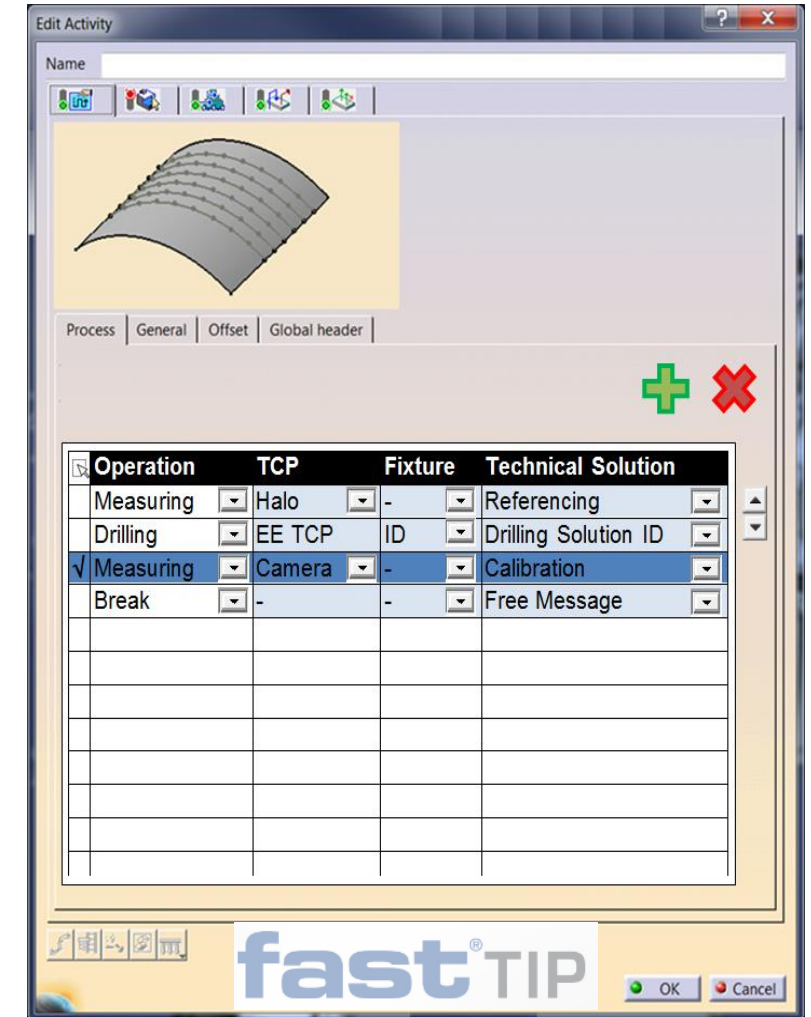 Edit Activity
Name
Process General Offset Global header
Operation TCP Fixture Technical Solution
Measuring Halo - Referencing
Drilling EE TCP ID Drilling Solution ID
√ Measuring Camera - Calibration
Break - - Free Message
fast® TIP
OK Cancel